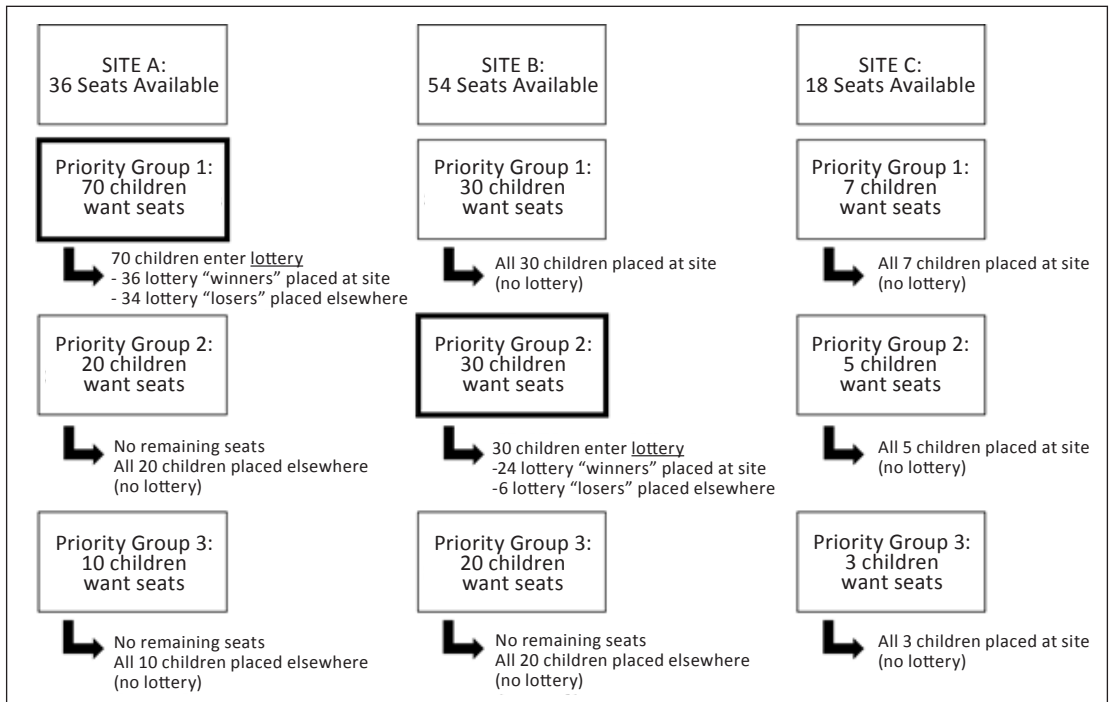 SITE A:
36 Seats Available
Priority Group 1:
70 children
want seats
70 children enter lottery
- 36 lottery “winners” placed at site
- 34 lottery “losers” placed elsewhere
Priority Group 2:
20 children
want seats
No remaining seats
All 20 children placed elsewhere
(no lottery)
Priority Group 3:
10 children
want seats
No remaining seats
All 10 children placed elsewhere
(no lottery)
SITE B:
54 Seats Available
Priority Group 1:
30 children
want seats
All 30 children placed at site
(no lottery)
Priority Group 2:
30 children
want seats
30 children enter lottery
-24 lottery “winners” placed at site
-6 lottery “losers” placed elsewhere
Priority Group 3:
20 children
want seats
No remaining seats
All 20 children placed elsewhere
(no lottery)
SITE C:
18 Seats Available
Priority Group 1:
7 children
want seats
All 7 children placed at site
(no lottery)
Priority Group 2:
5 children
want seats
All 5 children placed at site
(no lottery)
Priority Group 3:
3 children
want seats
All 3 children placed at site
(no lottery)